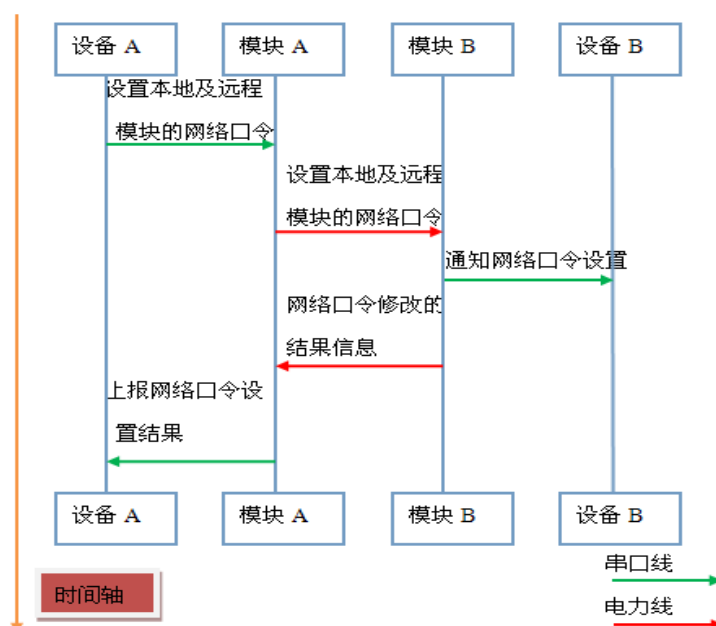 设备 A
模块 A
模块 B
设备 B
设置本地及远程
模块的网络口令
设置本地及远程
模块的网络口令
通知网络口令设置
网络口令修改的
结果信息
上报网络口令设
置结果
设备 A
模块 A
模块 B
设备 B
串口线
时间轴
电力线